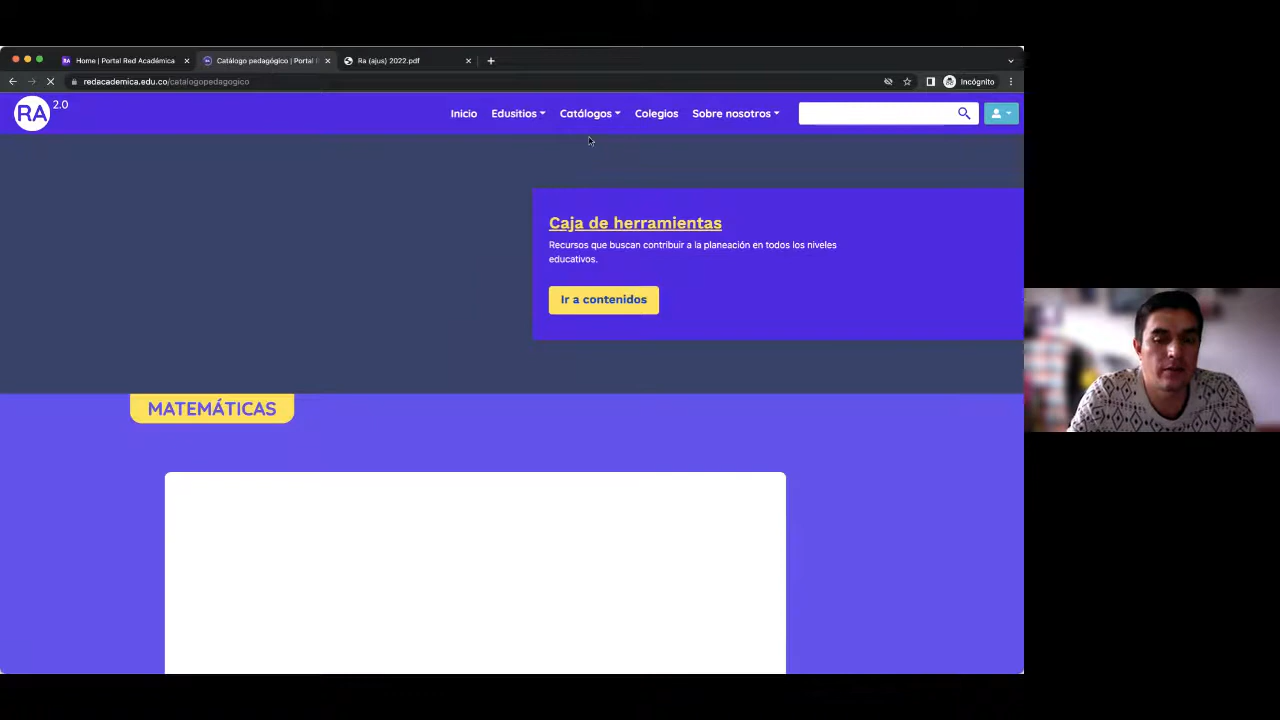 Home | Portal Red Académica
Catálogo pedagógico | Portal
Ra (ajus) 2022.pdf
redacademica.edu.co/catalogopedagogico
Incógnito
RA 2.0
Inicio
Edusitios
Catálogos
Colegios
Sobre nosotros
Caja de herramientas
Recursos que buscan contribuir a la planeación en todos los niveles
educativos.
Ir a contenidos
MATEMÁTICAS